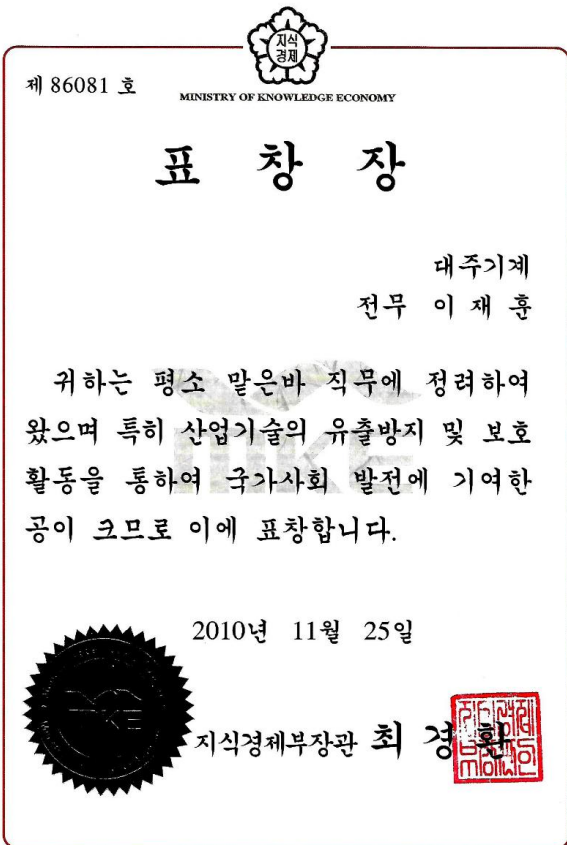 지식
경제
제 86081 호
MINISTRY OF KNOWLEDGE ECONOMY
표 창 장
대주기계
전무 이 재 훈
귀하는 평소 맡은바 직무에 정려하여
왔으며 특히 산업기술의 유출방지 및 보호
활동을 통하여 국가사회 발전에 기여한
공이 크므로 이에 표창합니다.
MKE
2010년 11월 25일
지식경제부장관 최 경 환